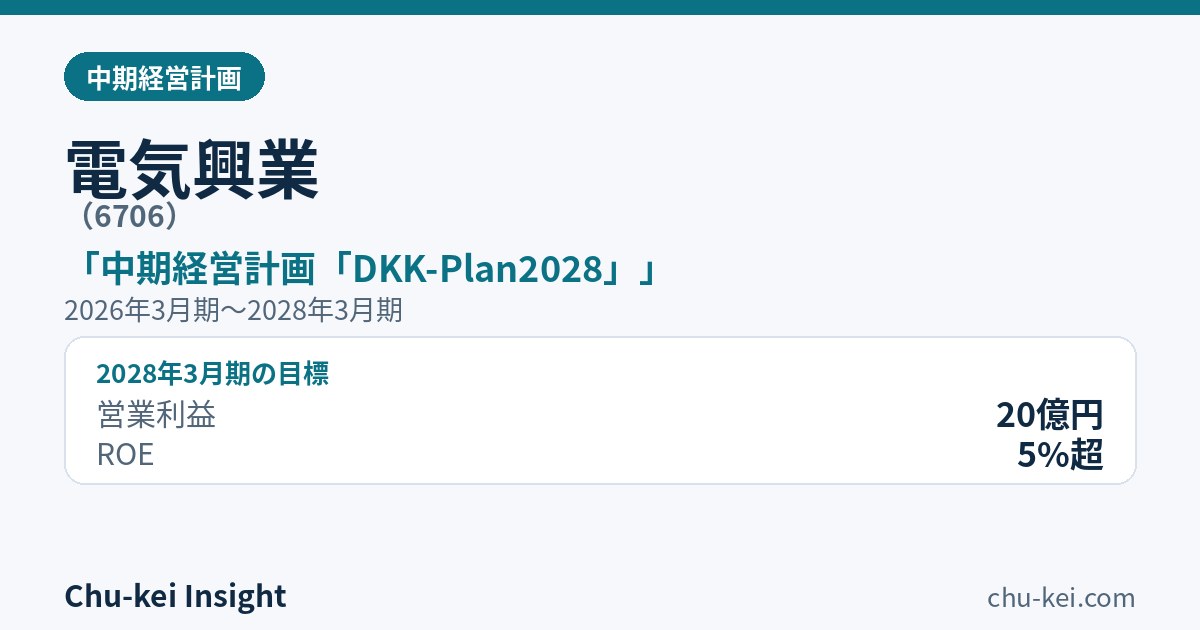 中期経営計画
電気興業
（6706）
「中期経営計画「DKK-Plan2028」」
2026年3月期〜2028年3月期
2028年3月期の目標
営業利益 20億円
ROE 5%超
Chu-kei Insight chu-kei.com